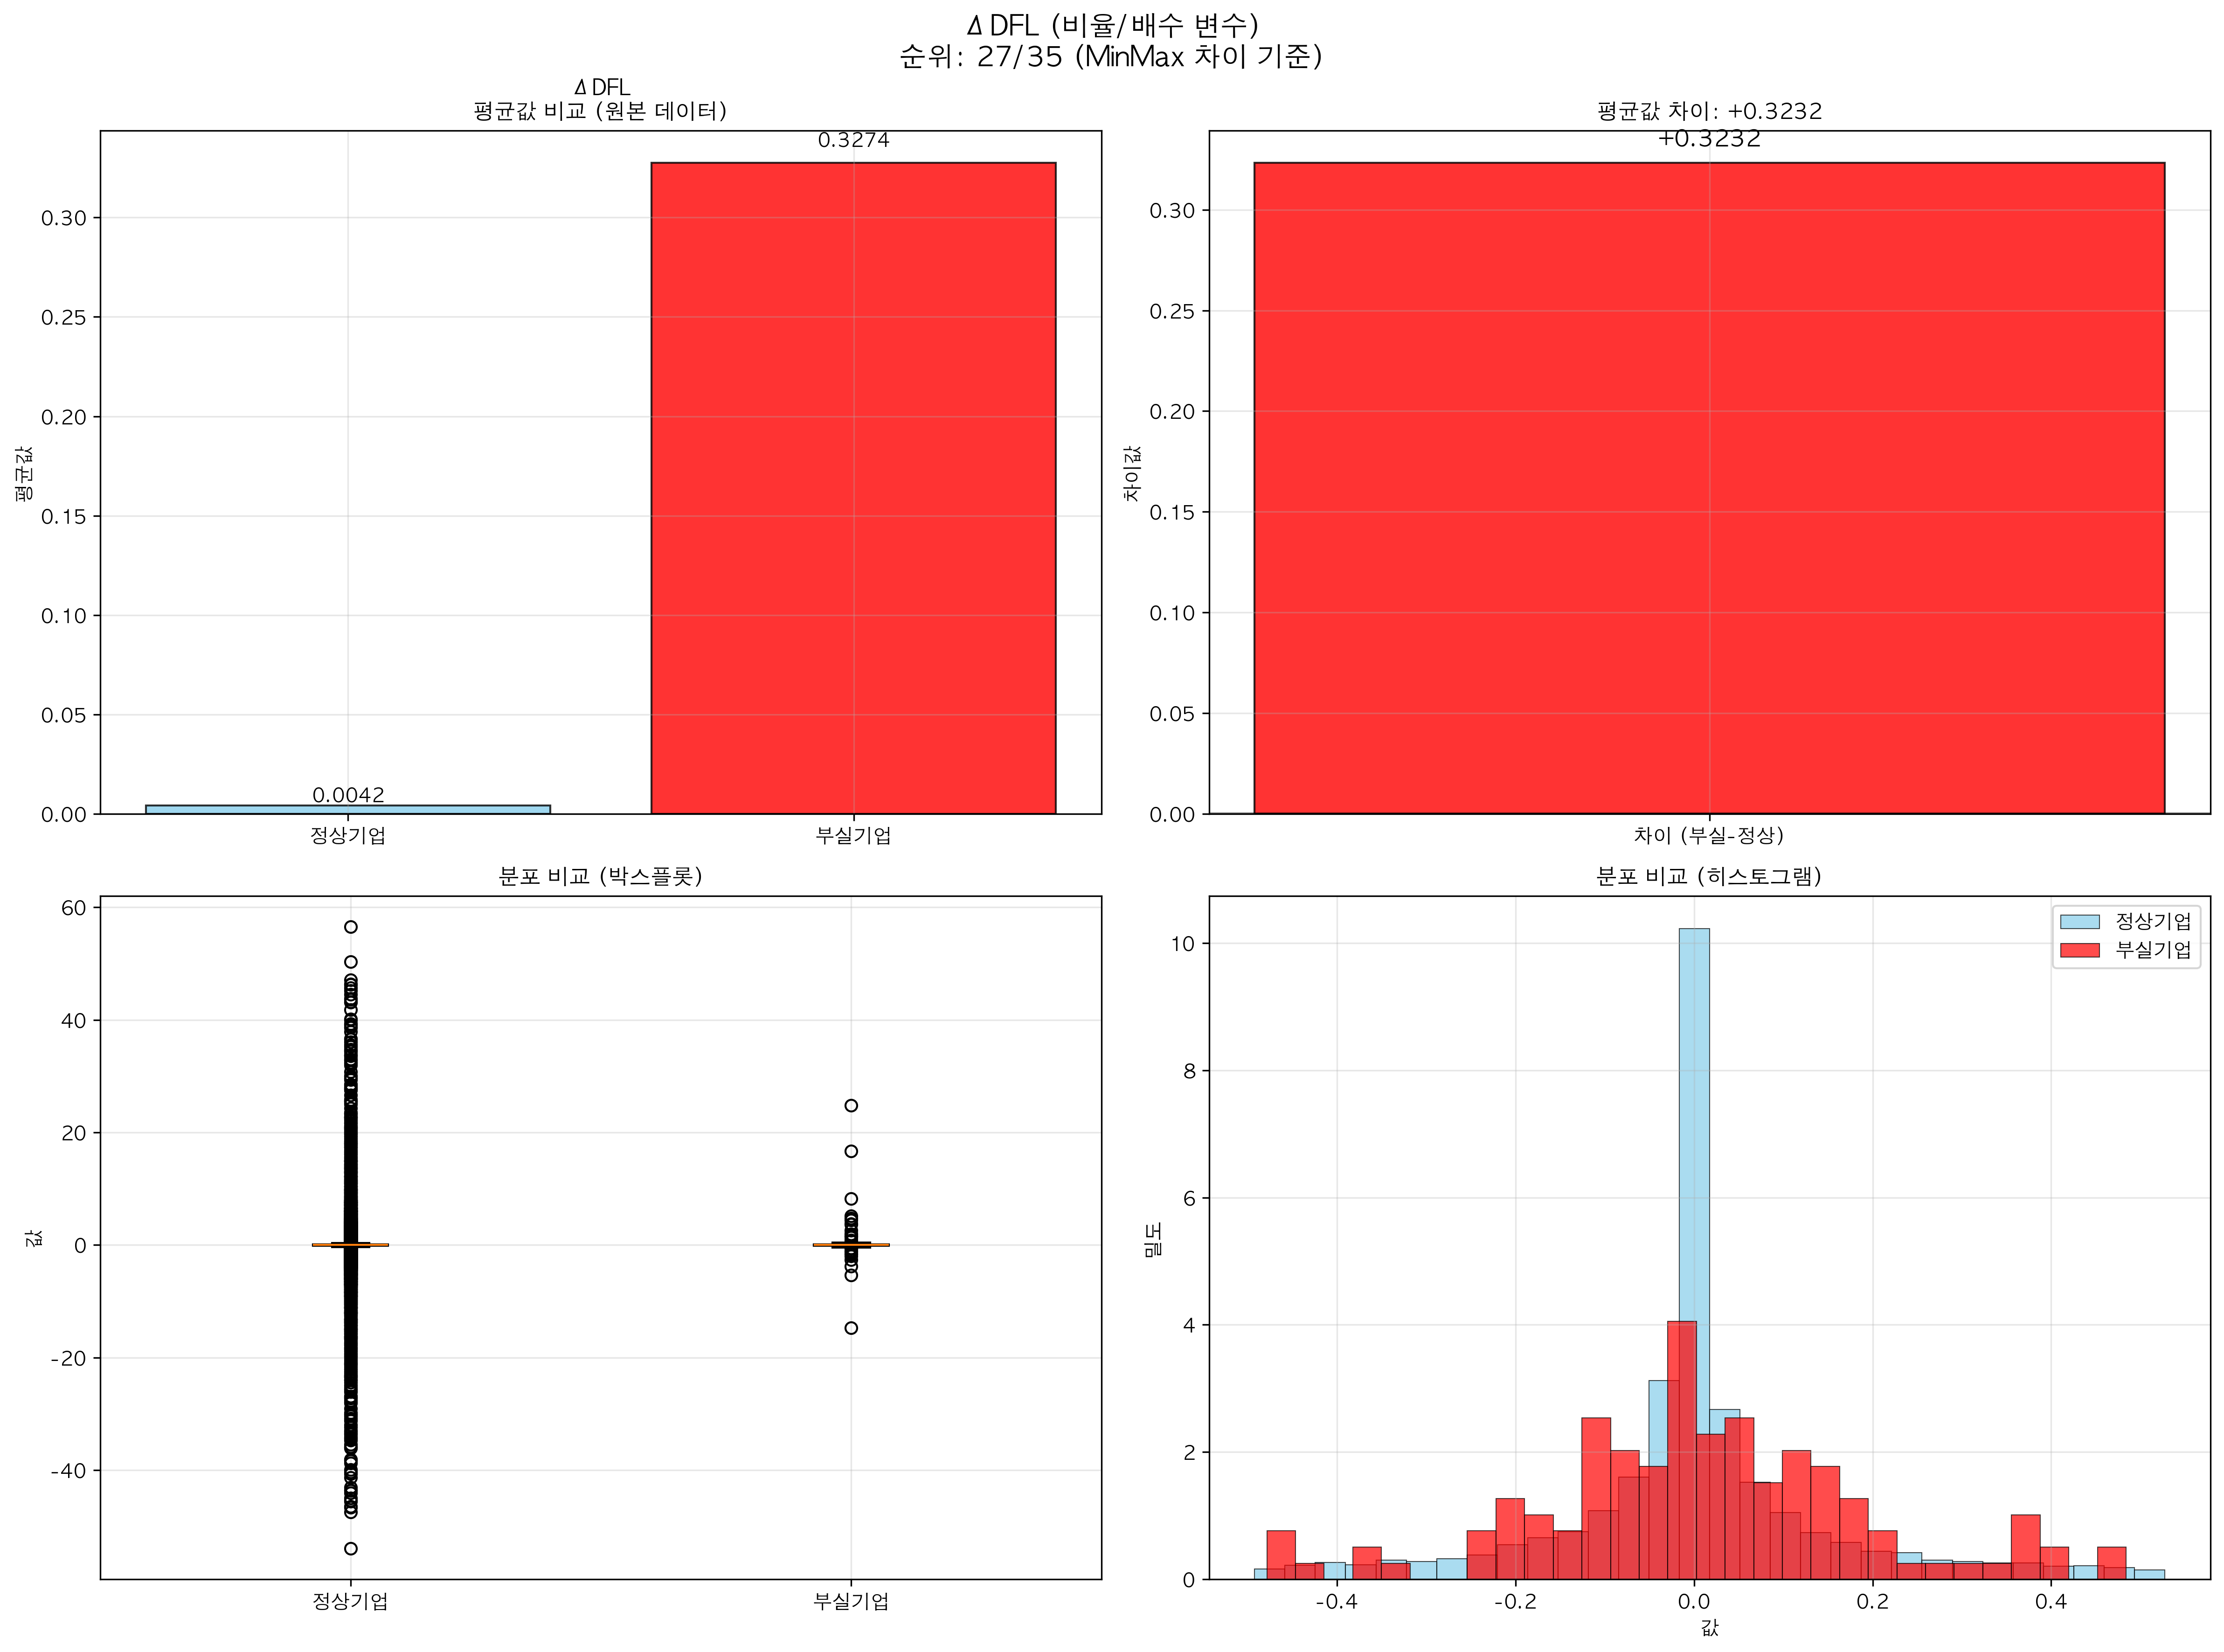 Δ DFL (비율/배수 변수)
순위: 27/35 (MinMax 차이 기준)
Δ DFL
평균값 비교 (원본 데이터)
0.3274
0.0042
0.30
0.25
0.20
0.15
0.10
0.05
0.00
평균값
정상기업
부실기업
평균값 차이: +0.3232
+0.3232
0.30
0.25
0.20
0.15
0.10
0.05
0.00
차이값
차이 (부실-정상)
분포 비교 (박스플롯)
60
40
20
0
-20
-40
값
정상기업
부실기업
분포 비교 (히스토그램)
정상기업
부실기업
10
8
6
4
2
0
밀도
-0.4
-0.2
0.0
0.2
0.4
값